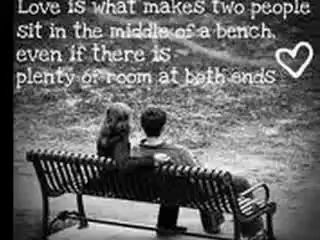 Love is what makes two people
sit in the middle of a bench,
even if there is
plenty of room at both ends